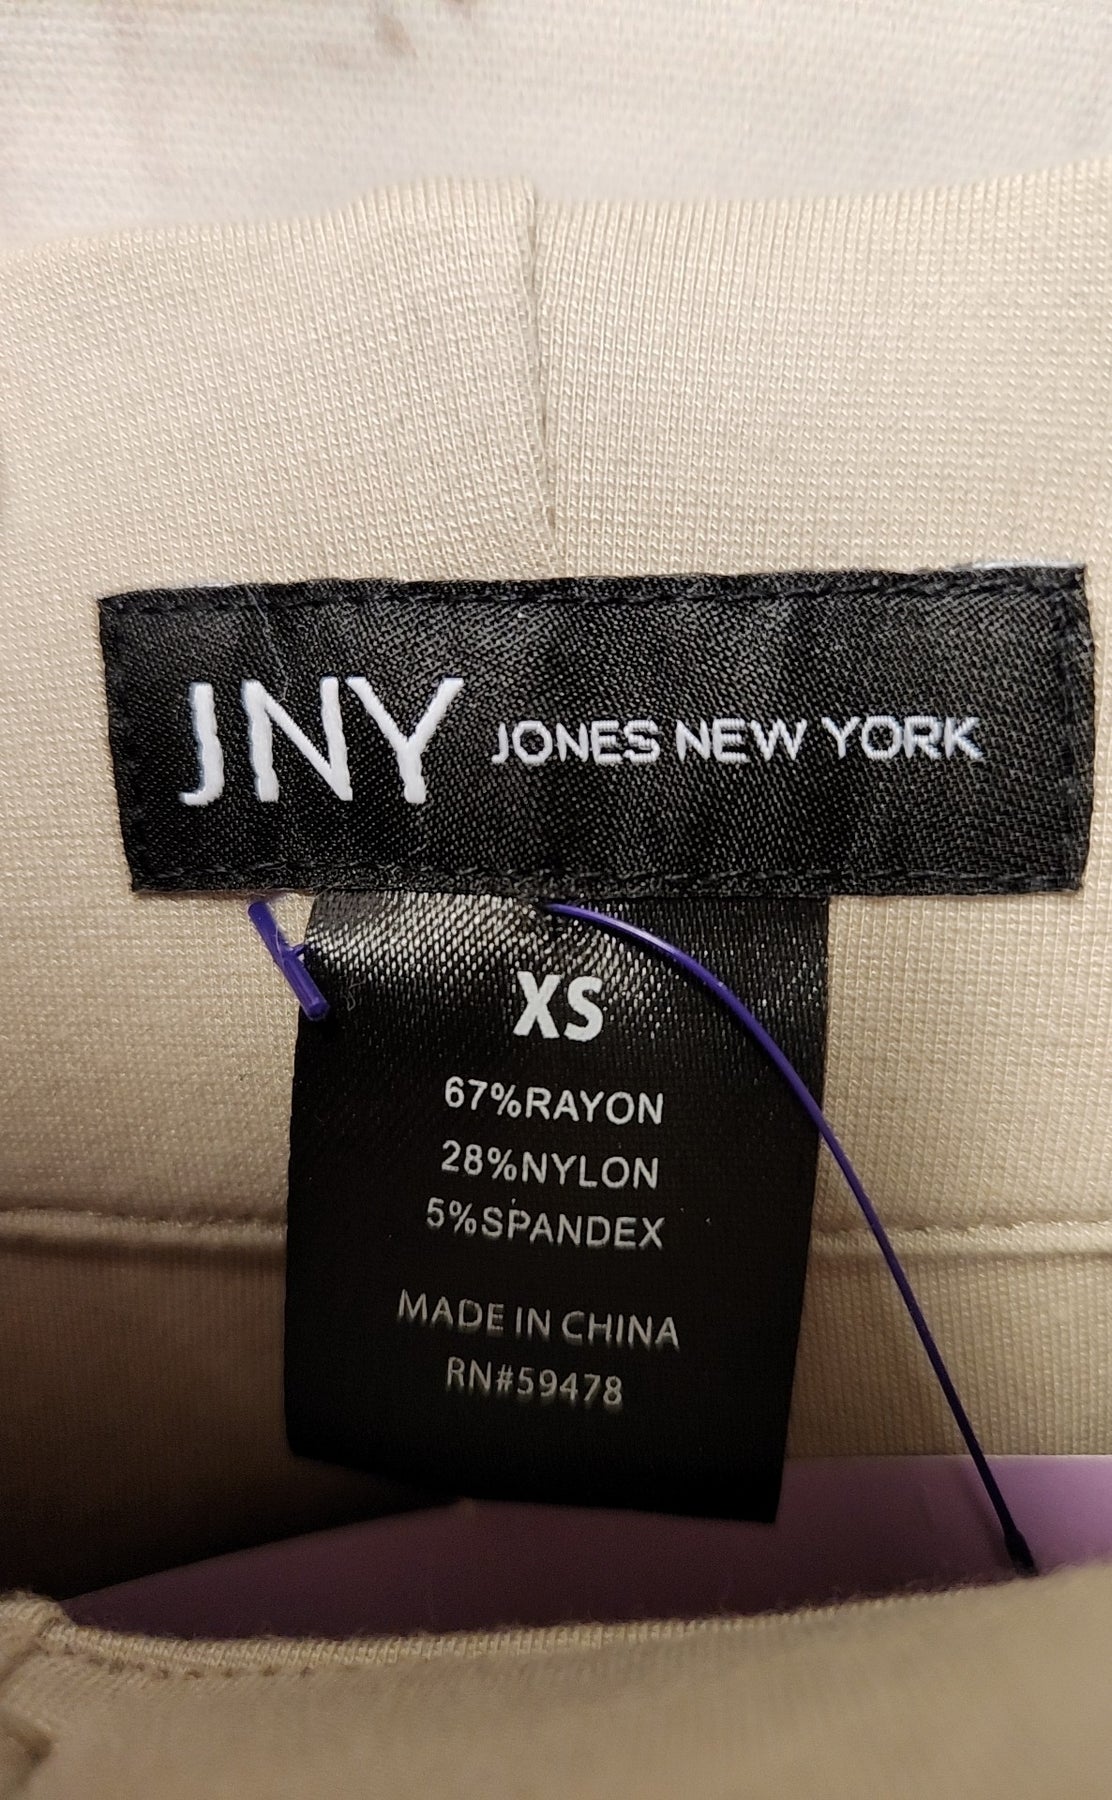 JNY JONES NEW YORK
XS
67%RAYON
28%NYLON
5%SPANDEX
MADE IN CHINA
RN#59478